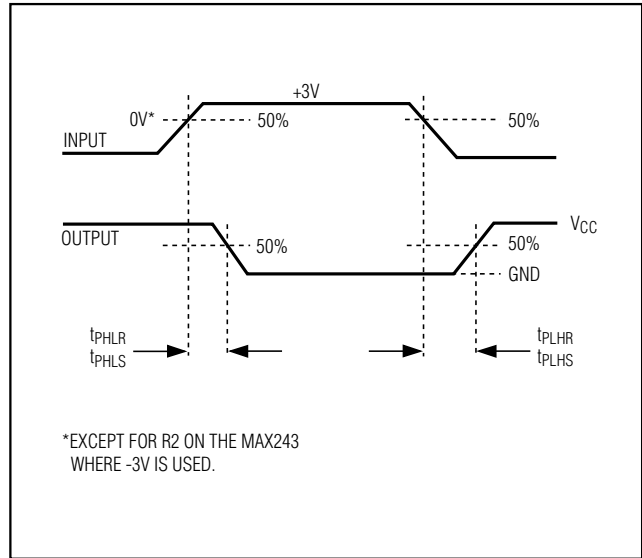 +3V
0V* 50% 50%
INPUT
VCC
OUTPUT 50% 50%
GND
tPHLR tPLHR
tPHLS tPLHS
*EXCEPT FOR R2 ON THE MAX243
WHERE -3V IS USED.